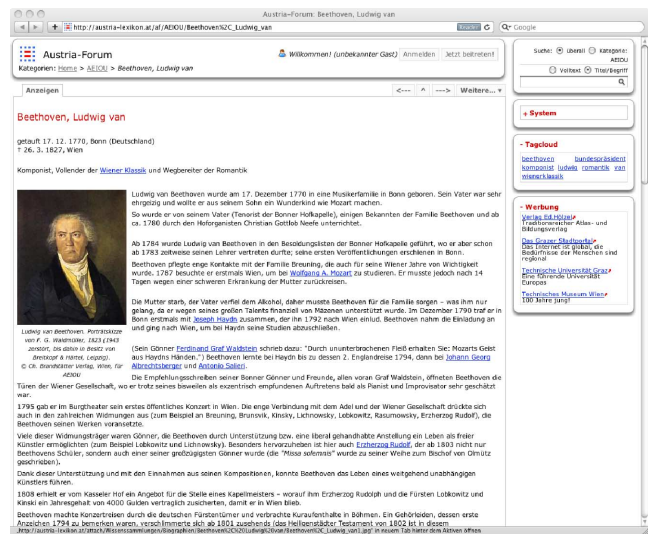 Austria-Forum: Beethoven, Ludwig van
http://austria-lexikon.at/af/AEIOU/Beethoven%2C_Ludwig_van
Google
Austria-Forum
Willkommen! (unbekannter Gast) Anmelden Jetzt beitreten!
Kategorien: Home > AEIOU > Beethoven, Ludwig van
Suche: überall Kategorie:
AEIOU
Volltext Titel/Begriff
Anzeigen
<--- ^ ---> Weitere...
+ System
Beethoven, Ludwig van
getauft 17. 12. 1770, Bonn (Deutschland)
† 26. 3. 1827, Wien
Komponist, Vollender der Wiener Klassik und Wegbereiter der Romantik
- Tagcloud
beethoven bundespräsident
komponist ludwig romantik van
wienerklassik
- Werbung
Verlag Ed.Hölzel
Traditionsreicher Atlas- und
Bildungsverlag
Das Grazer Stadtportal
Das Internet ist global, die
Bedürfnisse der Menschen sind
regional
Technische Universität Graz
Eine führende Universität
Europas
Technisches Museum Wien
100 Jahre jung!
Ludwig van Beethoven. Porträtskizze
von F. G. Waldmüller, 1823 (1943
zerstört, bis dahin in Besitz von
Breitkopf & Härtel, Leipzig).
© Ch. Brandstätter Verlag, Wien, für
AEIOU
Ludwig van Beethoven wurde am 17. Dezember 1770 in eine Musikerfamilie in Bonn geboren. Sein Vater war sehr
ehrgeizig und wollte er aus seinem Sohn ein Wunderkind wie Mozart machen.
So wurde er von seinem Vater (Tenorist der Bonner Hofkapelle), einigen Bekannten der Familie Beethoven und ab
ca. 1780 durch den Hoforganisten Christian Gottlob Neefe unterrichtet.
Ab 1784 wurde Ludwig van Beethoven in den Besoldungslisten der Bonner Hofkapelle geführt, wo er aber schon
ab 1783 zeitweise seinen Lehrer vertreten durfte; seine ersten Veröffentlichungen erschienen in Bonn.
Beethoven pflegte enge Kontakte mit der Familie Breuning, die auch für seine Wiener Jahre von Wichtigkeit
wurde. 1787 besuchte er erstmals Wien, um bei Wolfgang A. Mozart zu studieren. Er musste jedoch nach 14
Tagen wegen einer schweren Erkrankung der Mutter zurückreisen.
Die Mutter starb, der Vater verfiel dem Alkohol, daher musste Beethoven für die Familie sorgen – was ihm nur
gelang, da er wegen seines großen Talents finanziell von Mäzenen unterstützt wurde. Im Dezember 1790 traf er in
Bonn erstmals mit Joseph Haydn zusammen, der ihn 1792 nach Wien einlud. Beethoven nahm die Einladung an
und ging nach Wien, um bei Haydn seine Studien abzuschließen.
(Sein Gönner Ferdinand Graf Waldstein schrieb dazu: "Durch ununterbrochenen Fleiß erhalten Sie: Mozarts Geist
aus Haydns Händen.") Beethoven lernte bei Haydn bis zu dessen 2. Englandreise 1794, dann bei Johann Georg
Albrechtsberger und Antonio Salieri.
Die Empfehlungsschreiben seiner Bonner Gönner und Freunde, allen voran Graf Waldstein, öffneten Beethoven die
Türen der Wiener Gesellschaft, wo er trotz seines bisweilen als exzentrisch empfundenen Auftretens bald als Pianist und Improvisator sehr geschätzt
war.
1795 gab er im Burgtheater sein erstes öffentliches Konzert in Wien. Die enge Verbindung mit dem Adel und der Wiener Gesellschaft drückte sich
auch in den zahlreichen Widmungen aus (zum Beispiel an Breuning, Brunsvik, Kinsky, Lichnowsky, Lobkowitz, Rasumowsky, Erzherzog Rudolf), die
Beethoven seinen Werken voransetzte.
Viele dieser Widmungsträger waren Gönner, die Beethoven durch Unterstützung bzw. eine liberal gehandhabte Anstellung ein Leben als freier
Künstler ermöglichten (zum Beispiel Lobkowitz und Lichnowsky). Besonders hervorzuheben ist hier auch Erzherzog Rudolf, der ab 1803 nicht nur
Beethovens Schüler, sondern auch einer seiner großzügigsten Gönner wurde (die "Missa solemnis" wurde zu seiner Weihe zum Bischof von Olmütz
geschrieben).
Dank dieser Unterstützung und mit den Einnahmen aus seinen Kompositionen, konnte Beethoven das Leben eines weitgehend unabhängigen
Künstlers führen.
1808 erhielt er vom Kasseler Hof ein Angebot für die Stelle eines Kapellmeisters – worauf ihm Erzherzog Rudolph und die Fürsten Lobkowitz und
Kinski ein Jahresgehalt von 4000 Gulden vertraglich zusicherten, damit er in Wien blieb.
Beethoven machte Konzertreisen durch die deutschen Fürstentümer und verbrachte Kuraufenthalte in Böhmen. Ein Gehörleiden, dessen erste
Anzeichen 1794 zu bemerken waren, verschlimmerte sich ab 1801 zusehends (das Heiligenstädter Testament von 1802 ist in diesem